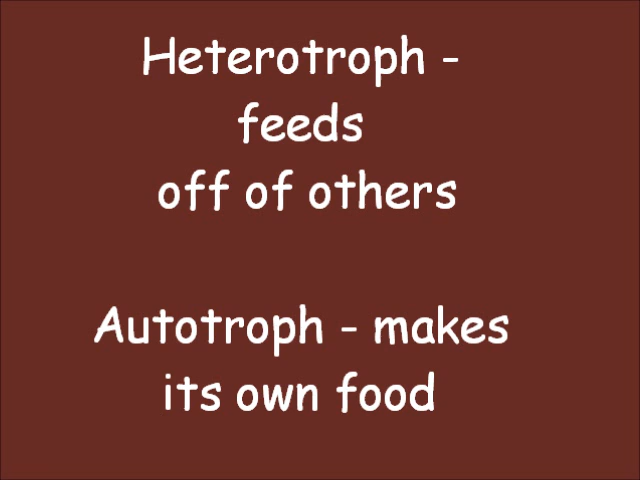 Heterotroph -
feeds
off of others
Autotroph - makes
its own food